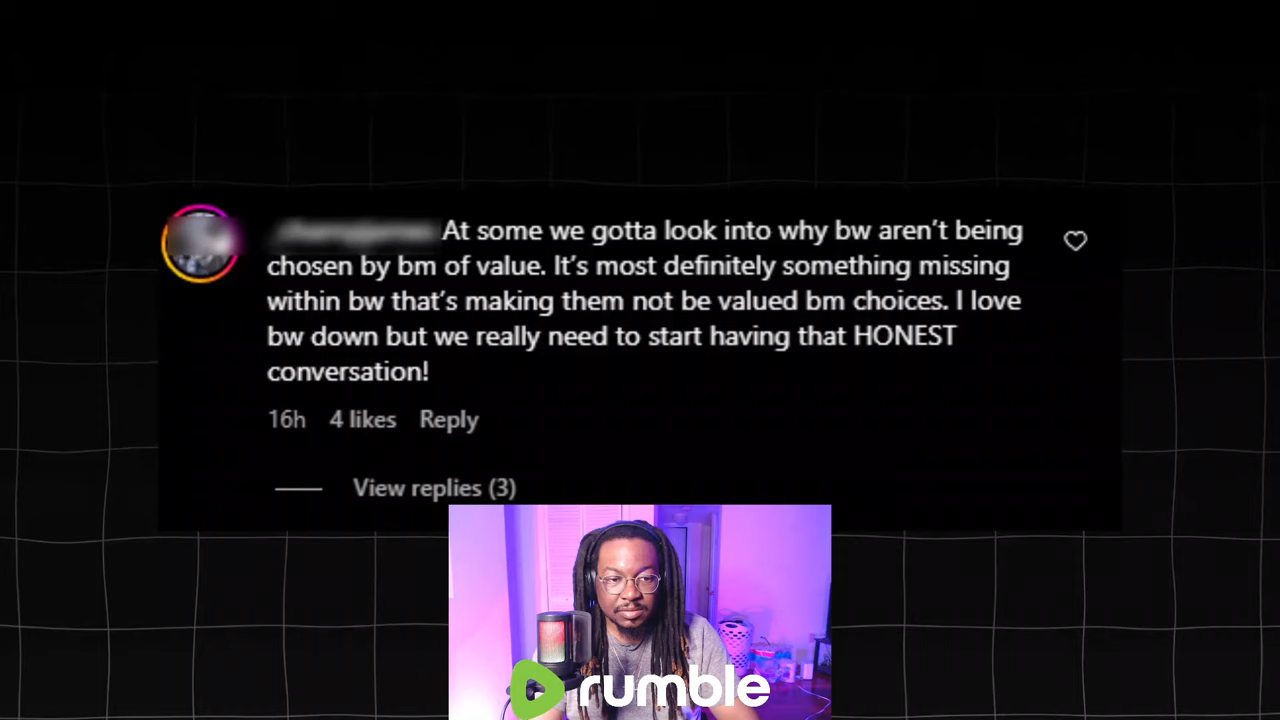 At some we gotta look into why bw aren't being
chosen by bm of value. It's most definitely something missing
within bw that's making them not be valued bm choices. I love
bw down but we really need to start having that HONEST
conversation!
16h 4 likes Reply
View replies (3)
rumble